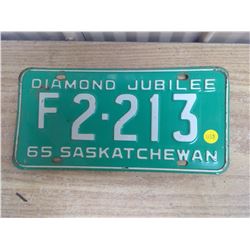 DIAMOND JUBILEE
F2-213
65 SASKATCHEWAN